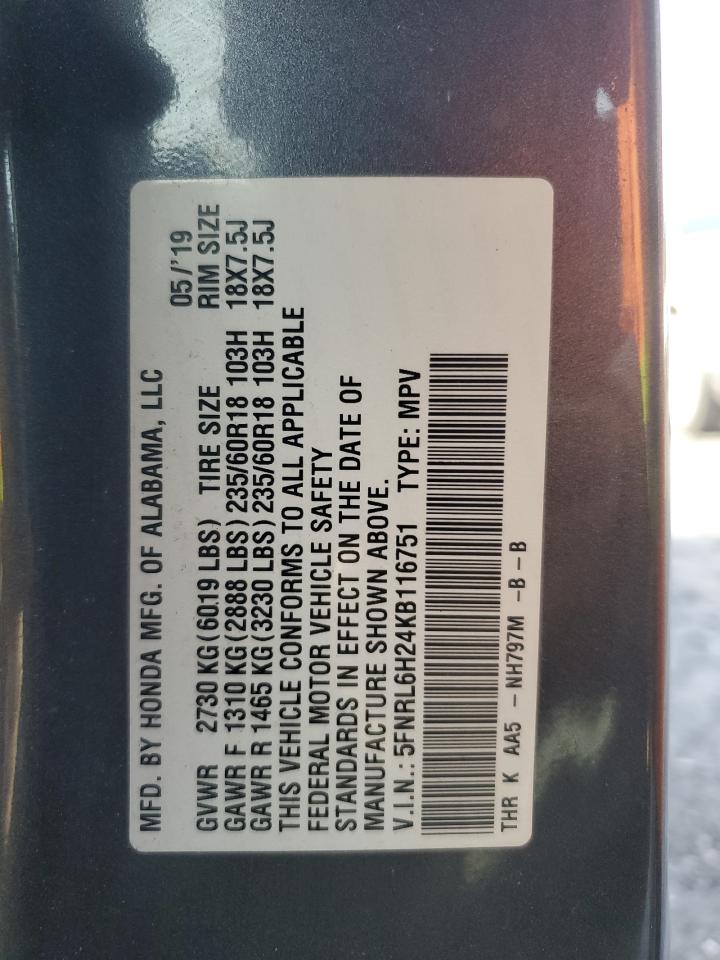 MFD. BY HONDA MFG. OF ALABAMA, LLC 05/'19
GVWR 2730 KG(6019 LBS) TIRE SIZE RIM SIZE
GAWR F 1310 KG(2888 LBS)235/60R18 103H 18X7.5J
GAWR R 1465 KG(3230 LBS)235/60R18 103H 18X7.5J
THIS VEHICLE CONFORMS TO ALL APPLICABLE
FEDERAL MOTOR VEHICLE SAFETY
STANDARDS IN EFFECT ON THE DATE OF
MANUFACTURE SHOWN ABOVE.
V.I.N.: 5FNRL6H24KB116751 TYPE: MPV
THR K AA5 - NH797M -B-B